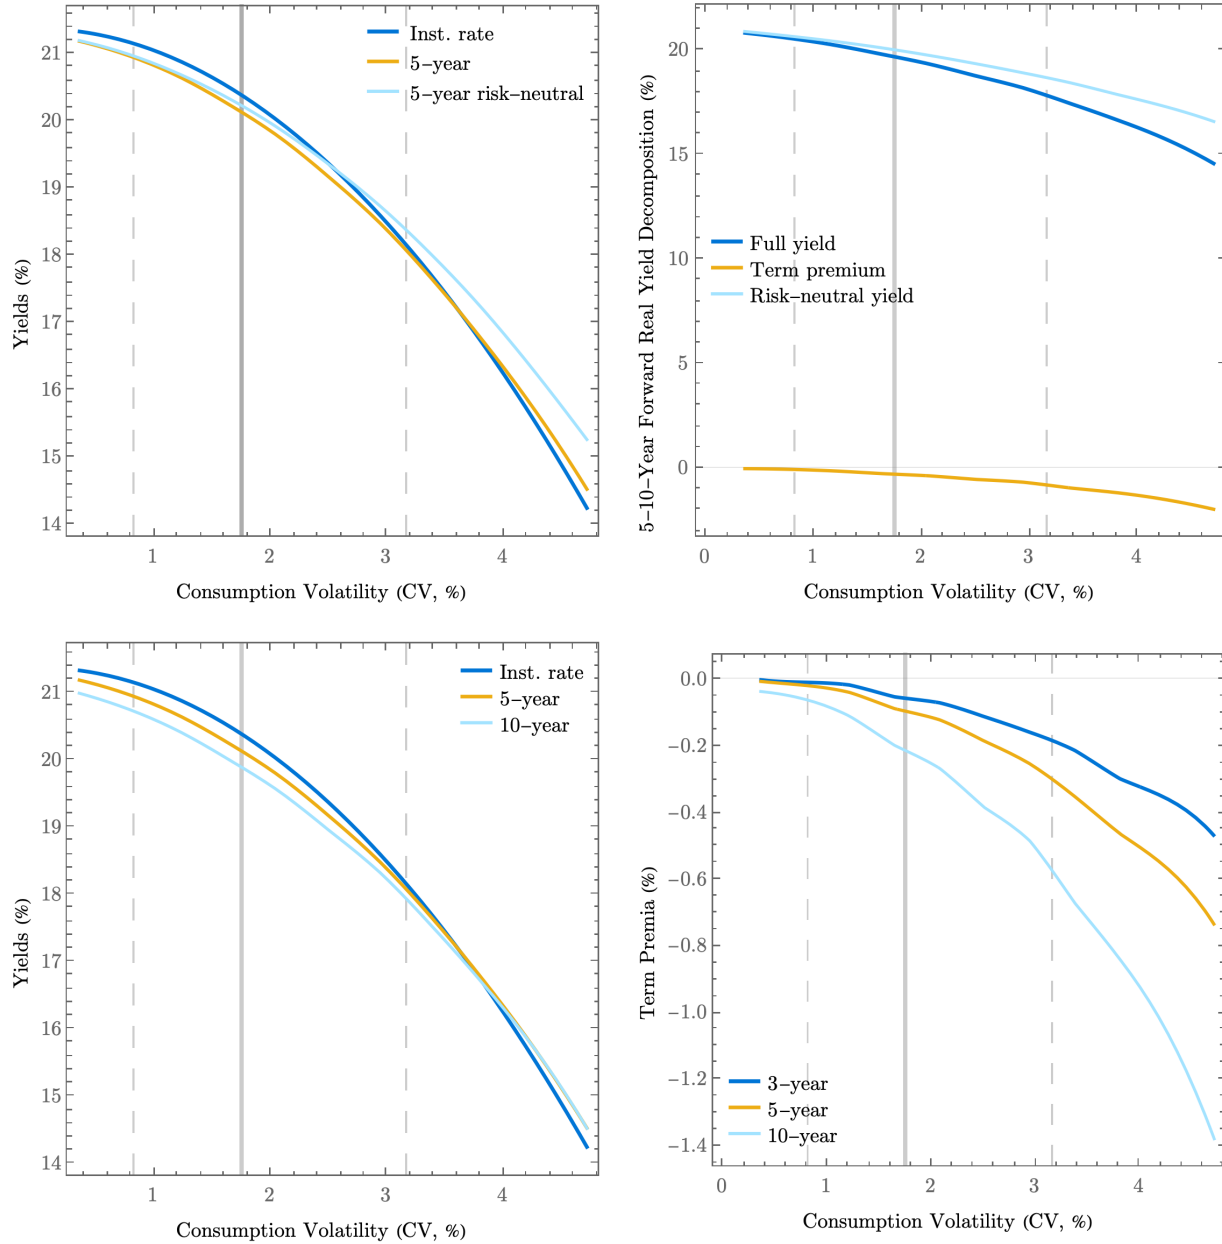 Yields (%)
21
20
19
18
17
16
15
14
Inst. rate
5–year
5–year risk–neutral
1
2
3
4
Consumption Volatility (CV, %)
5–10–Year Forward Real Yield Decomposition (%)
20
15
10
5
0
Full yield
Term premium
Risk–neutral yield
0
1
2
3
4
Consumption Volatility (CV, %)
Yields (%)
21
20
19
18
17
16
15
14
Inst. rate
5–year
10–year
1
2
3
4
Consumption Volatility (CV, %)
Term Premia (%)
0.0
−0.2
−0.4
−0.6
−0.8
−1.0
−1.2
−1.4
3–year
5–year
10–year
0
1
2
3
4
Consumption Volatility (CV, %)